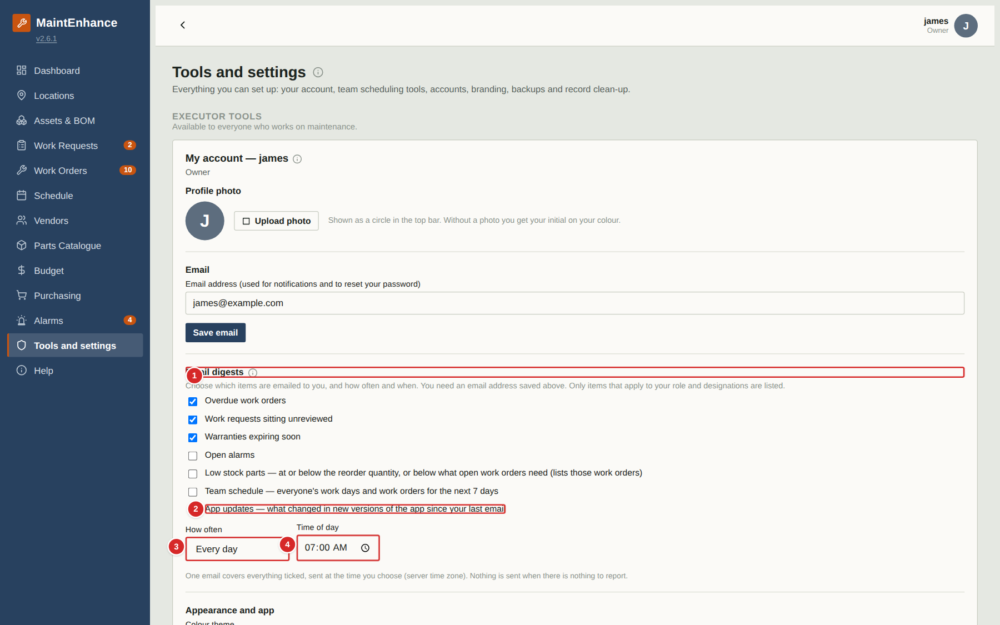 MaintEnhance
v2.6.1
Dashboard
Locations
Assets & BOM
Work Requests 2
Work Orders 10
Schedule
Vendors
Parts Catalogue
Budget
Purchasing
Alarms 4
Tools and settings
Help
james
Owner
J
Tools and settings
Everything you can set up: your account, team scheduling tools, accounts, branding, backups and record clean-up.
EXECUTOR TOOLS
Available to everyone who works on maintenance.
My account — james
Owner
Profile photo
J
Upload photo
Shown as a circle in the top bar. Without a photo you get your initial on your colour.
Email
Email address (used for notifications and to reset your password)
james@example.com
Save email
1
digests
Choose which items are emailed to you, and how often and when. You need an email address saved above. Only items that apply to your role and designations are listed.
Overdue work orders
Work requests sitting unreviewed
Warranties expiring soon
Open alarms
Low stock parts — at or below the reorder quantity, or below what open work orders need (lists those work orders)
Team schedule — everyone's work days and work orders for the next 7 days
2 App updates — what changed in new versions of the app since your last email
How often
Time of day
3 Every day
4 07:00 AM
One email covers everything ticked, sent at the time you choose (server time zone). Nothing is sent when there is nothing to report.
Appearance and app
Colour theme